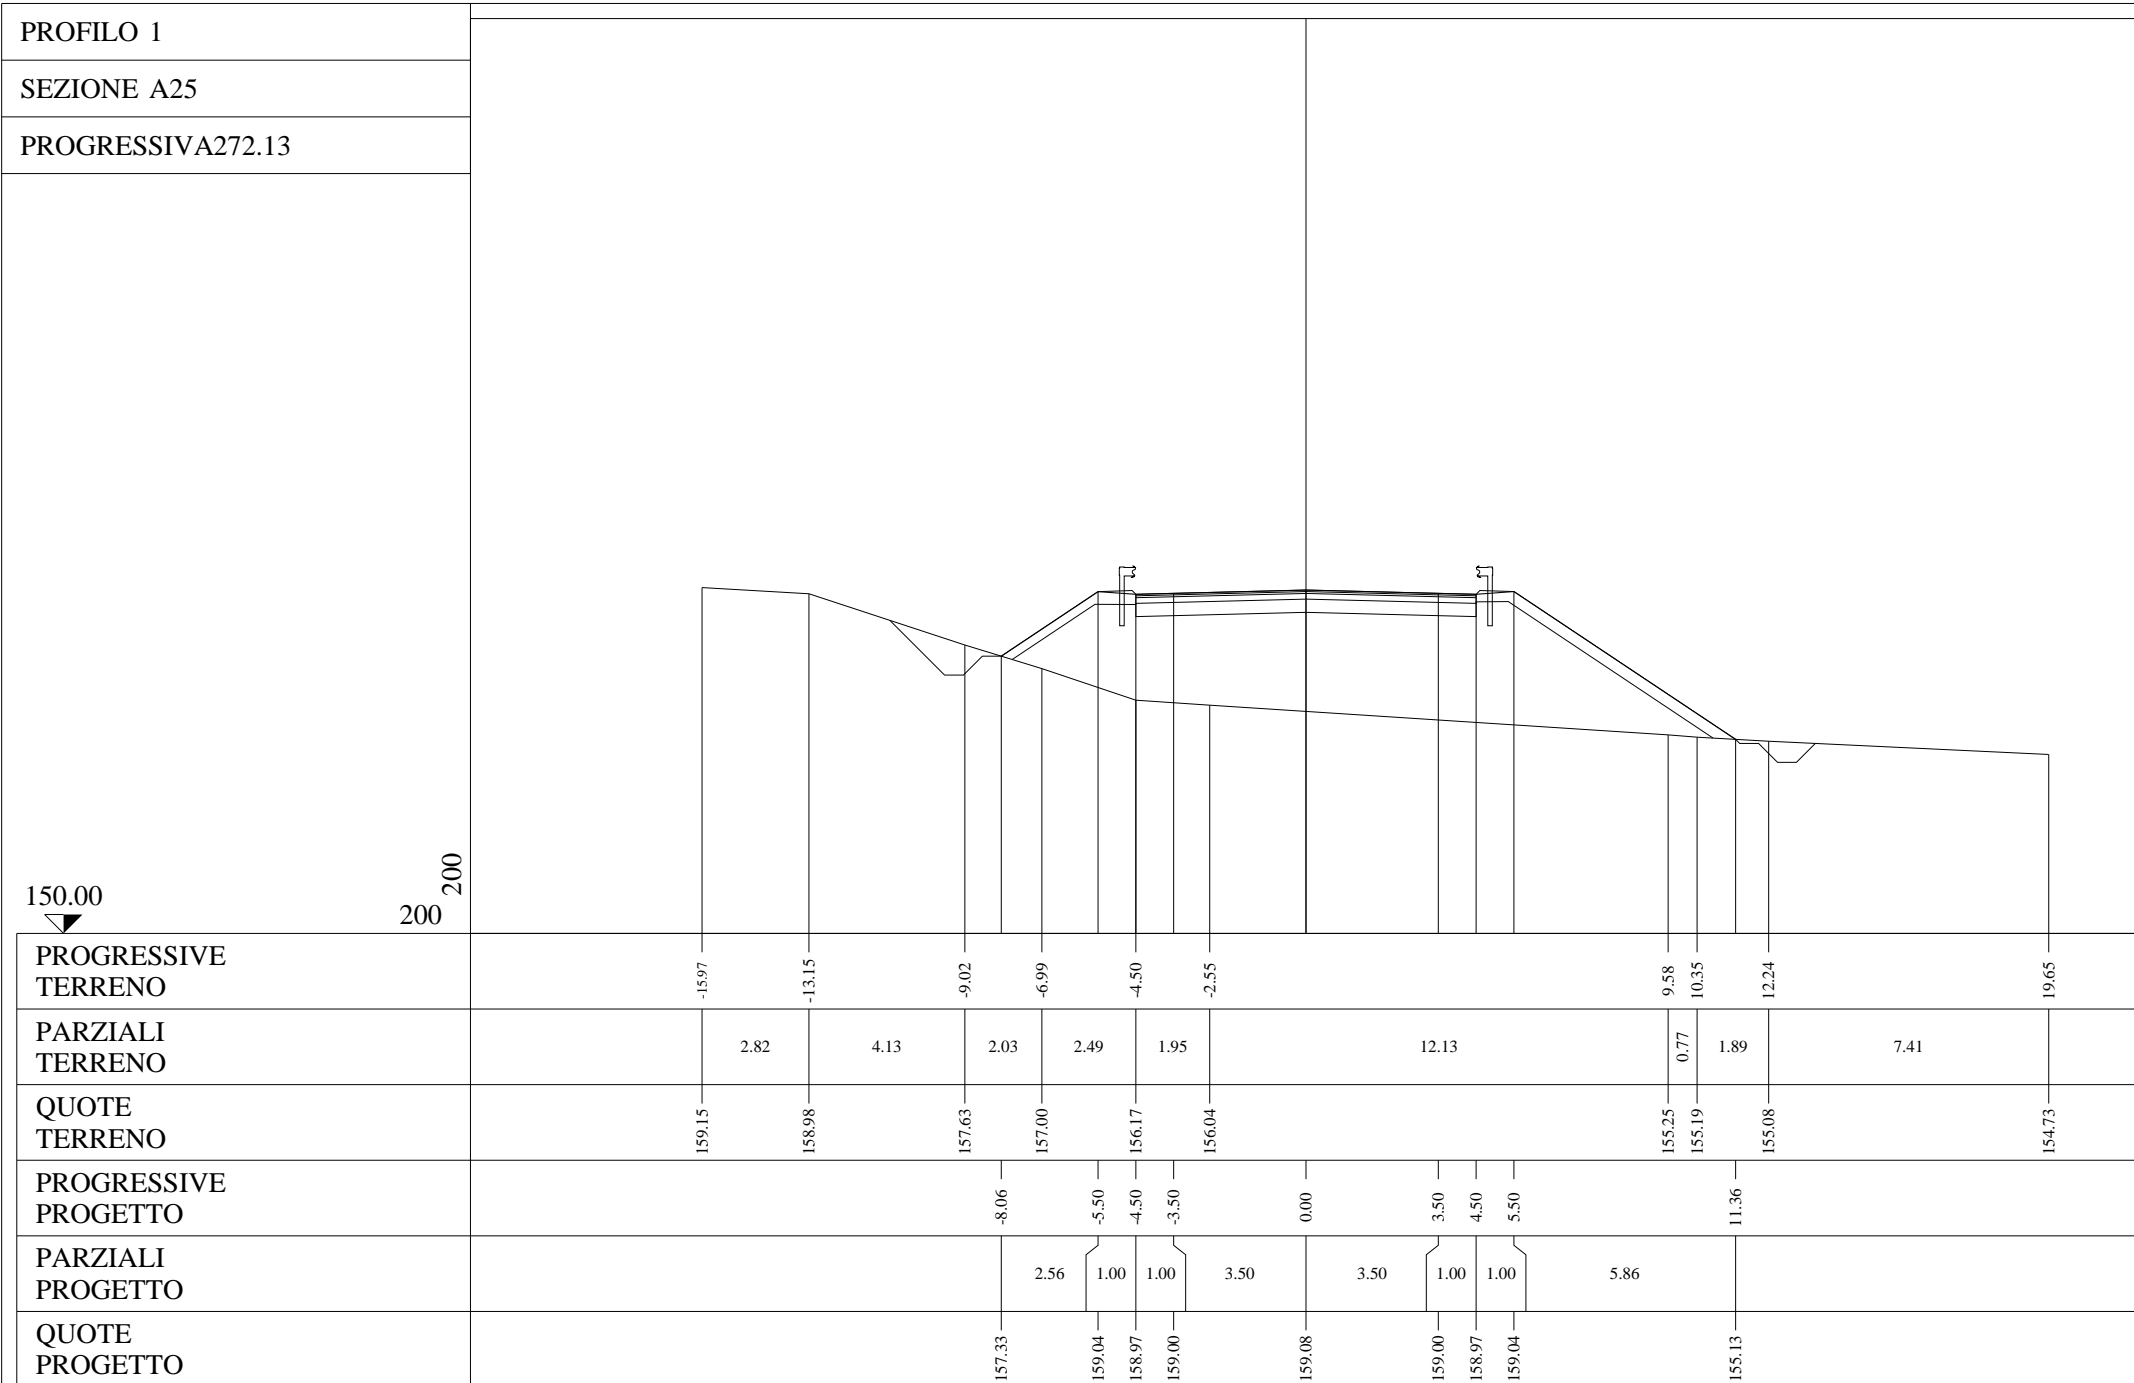 PROFILO 1
SEZIONE A25
PROGRESSIVA272.13
200
150.00
200
PROGRESSIVE
TERRENO
-15.97 -13.15 -9.02 -6.99 -4.50 -2.55 9.58 10.35 12.24 19.65
PARZIALI
TERRENO
2.82 4.13 2.03 2.49 1.95 12.13 0.77 1.89 7.41
QUOTE
TERRENO
159.15 158.98 157.63 157.00 156.17 156.04 155.25 155.19 155.08 154.73
PROGRESSIVE
PROGETTO
-8.06 -5.50 -4.50 -3.50 0.00 3.50 4.50 5.50 11.36
PARZIALI
PROGETTO
2.56 1.00 1.00 3.50 3.50 1.00 1.00 5.86
QUOTE
PROGETTO
157.33 159.04 158.97 159.00 159.08 159.00 158.97 159.04 155.13